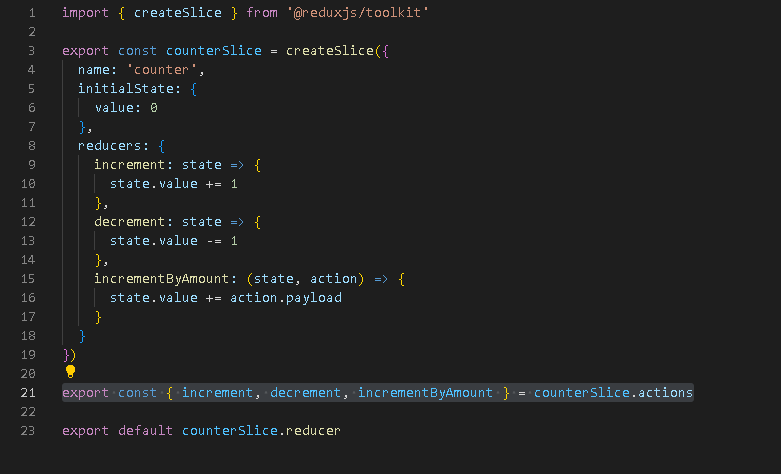 1 import { createSlice } from '@reduxjs/toolkit'
2
3 export const counterSlice = createSlice({
4   name: 'counter',
5   initialState: {
6     value: 0
7   },
8   reducers: {
9     increment: state => {
10       state.value += 1
11     },
12     decrement: state => {
13       state.value -= 1
14     },
15     incrementByAmount: (state, action) => {
16       state.value += action.payload
17     }
18   }
19 })
20
21 export const { increment, decrement, incrementByAmount } = counterSlice.actions
22
23 export default counterSlice.reducer